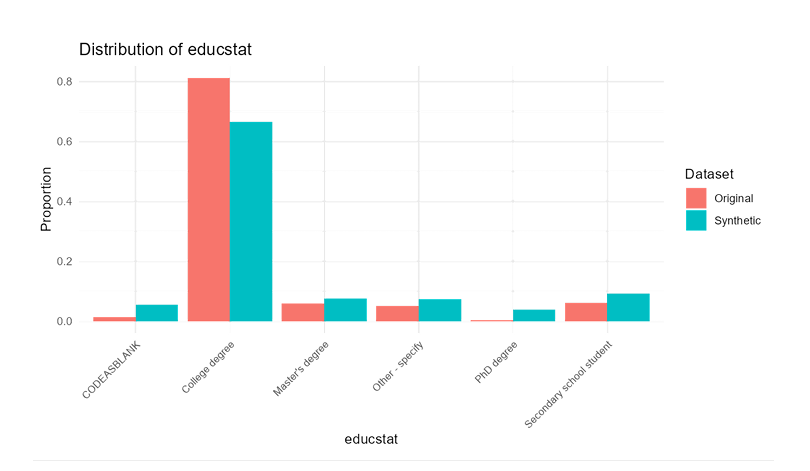 Distribution of educstat
Proportion
0.8
0.6
0.4
0.2
0.0
CODEASBLANK
College degree
Master's degree
Other - specify
PhD degree
Secondary school student
educstat
Dataset
Original
Synthetic